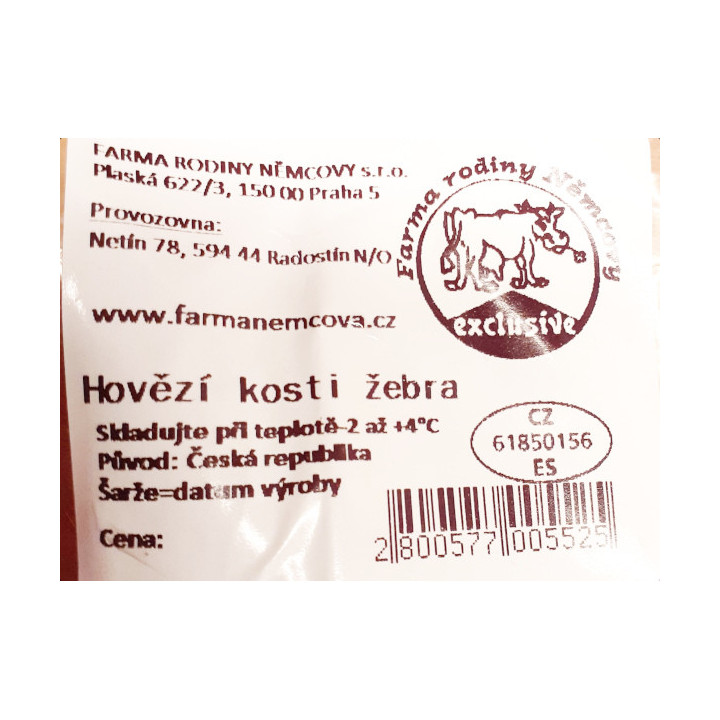 FARMA RODINY NĚMCOVY s.r.o.
Plaská 622/3, 150 00 Praha 5
Provozovna:
Netín 78, 594 44 Radostín N/O
www.farmanemcova.cz
Farma rodiny Němcovy
exclusive
Hovězí kosti žebra
Skladujte při teplotě-2 až +4°C
Původ: Česká republika
Šarže=datum výroby
Cena:
CZ
61850156
ES
2 800577 005525